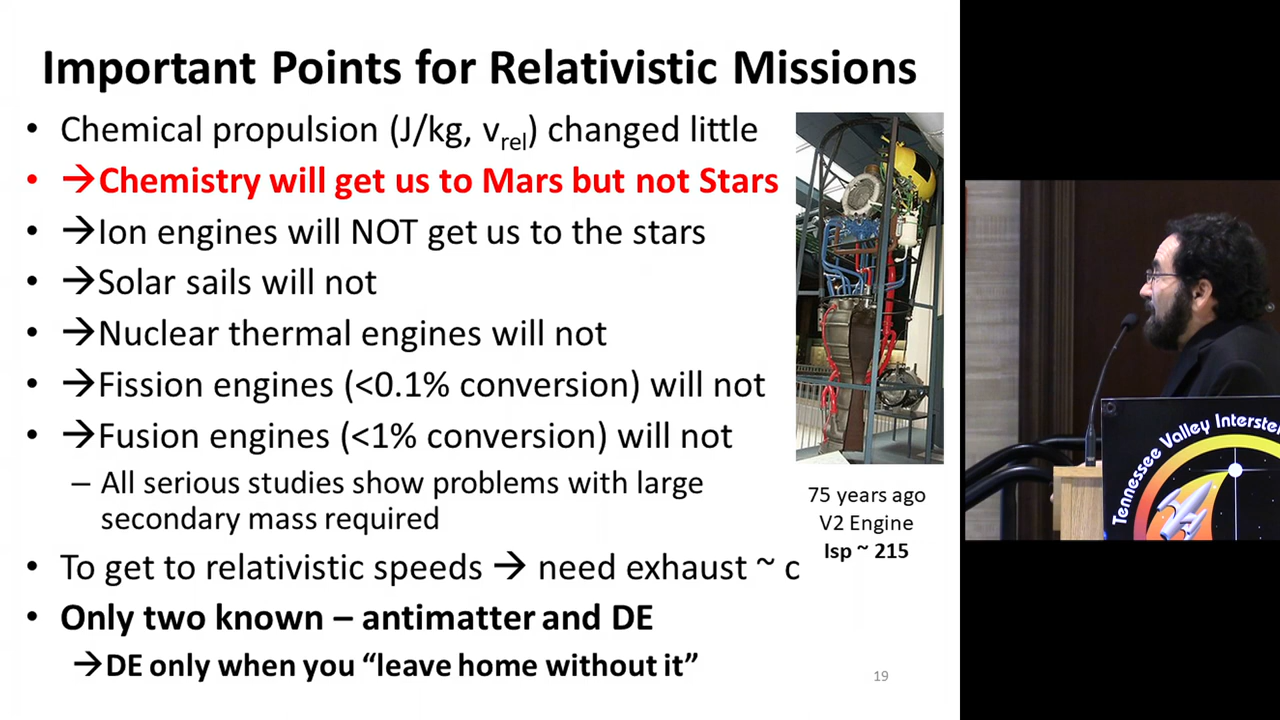 Important Points for Relativistic Missions
• Chemical propulsion (J/kg, vrel) changed little
• →Chemistry will get us to Mars but not Stars
• →Ion engines will NOT get us to the stars
• →Solar sails will not
• →Nuclear thermal engines will not
• →Fission engines (<0.1% conversion) will not
• →Fusion engines (<1% conversion) will not
– All serious studies show problems with large
secondary mass required
• To get to relativistic speeds → need exhaust ~ c
• Only two known – antimatter and DE
→DE only when you “leave home without it”
75 years ago
V2 Engine
Isp ~ 215
19
Tennessee Valley Interstel